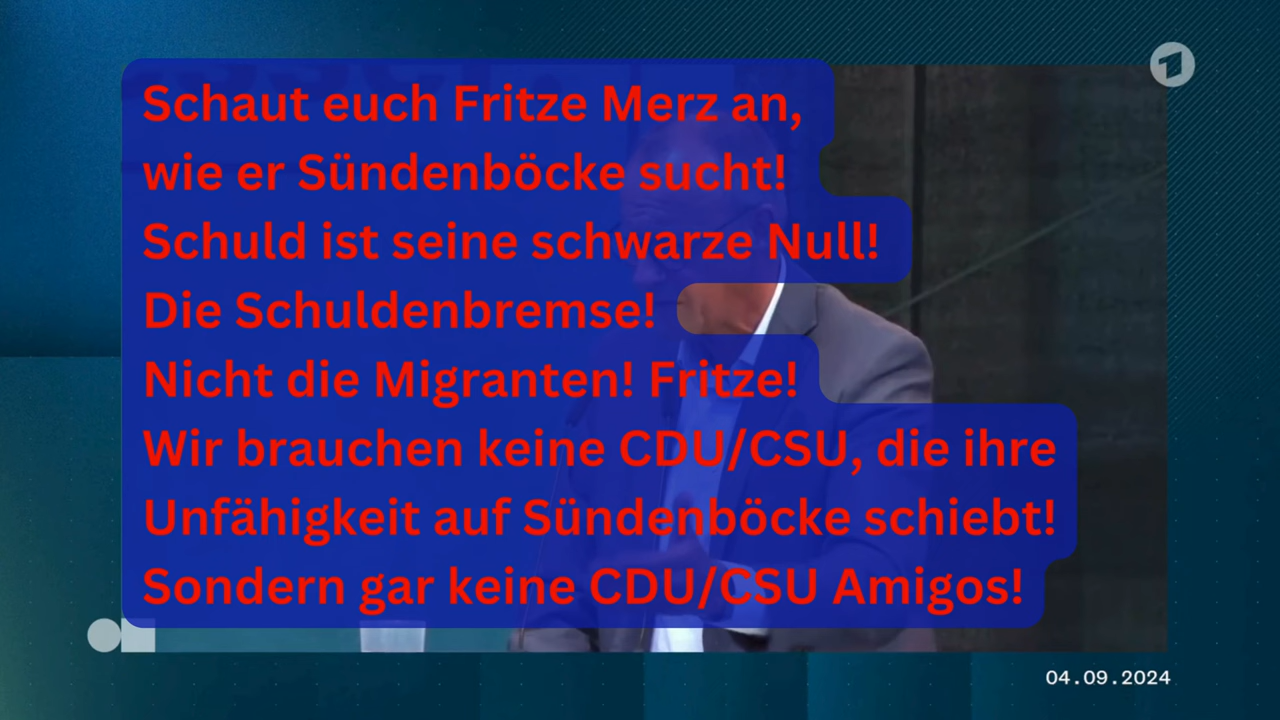 Schaut euch Fritze Merz an,
wie er Sündenböcke sucht!
Schuld ist seine schwarze Null!
Die Schuldenbremse!
Nicht die Migranten! Fritze!
Wir brauchen keine CDU/CSU, die ihre
Unfähigkeit auf Sündenböcke schiebt!
Sondern gar keine CDU/CSU Amigos!
04.09.2024